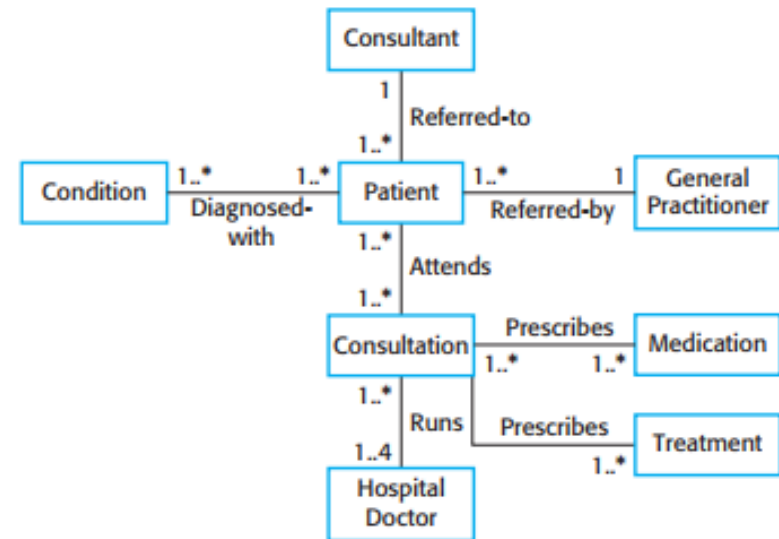 Consultant
1
Referred-to
1..*
Condition
1..*
1..*
Diagnosed-
with
Patient
1..*
1
Referred-by
General
Practitioner
1..*
Attends
1..*
Consultation
Prescribes
1..*
1..*
Medication
1..*
Runs
1..4
Prescribes
1..*
Treatment
Hospital
Doctor